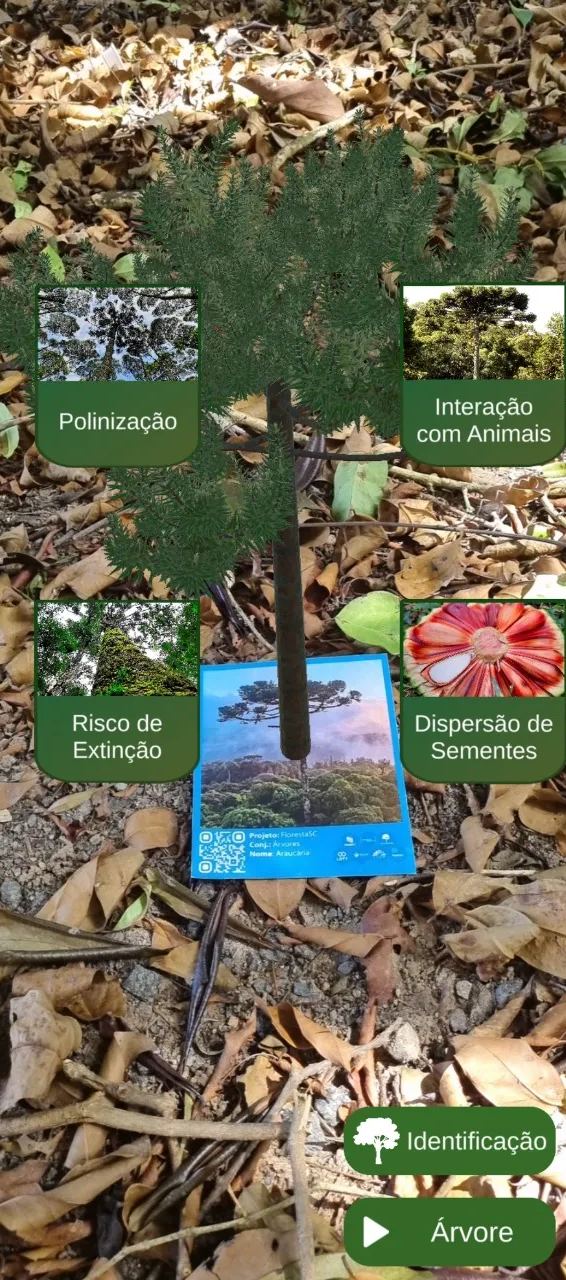 Polinização
Interação
com Animais
Risco de
Extinção
Dispersão de
Sementes
Projeto: FlorestaSC
Conj.: Árvores
Nome: Araucária
Identificação
Árvore